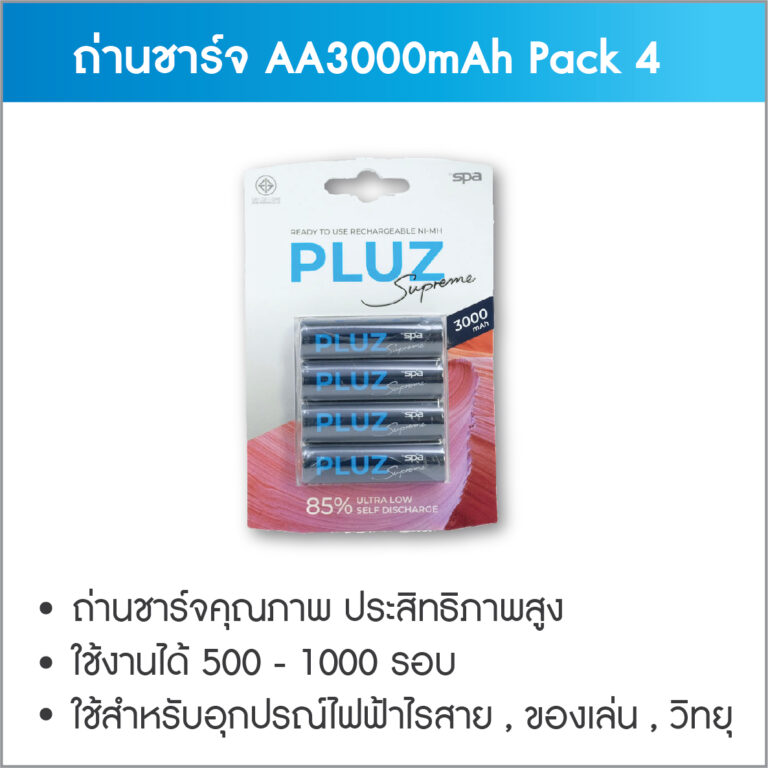 ถ่านชาร์จ AA3000mAh Pack 4
spa
READY TO USE RECHARGEABLE NI-MH
PLUZ
Supreme
3000
mAh
PLUZ spa
Supreme
PLUZ spa
Supreme
PLUZ spa
Supreme
PLUZ spa
Supreme
85% ULTRA LOW
SELF DISCHARGE
• ถ่านชาร์จคุณภาพ ประสิทธิภาพสูง
• ใช้งานได้ 500 - 1000 รอบ
• ใช้สำหรับอุกปรณ์ไฟฟ้าไรสาย , ของเล่น , วิทยุ